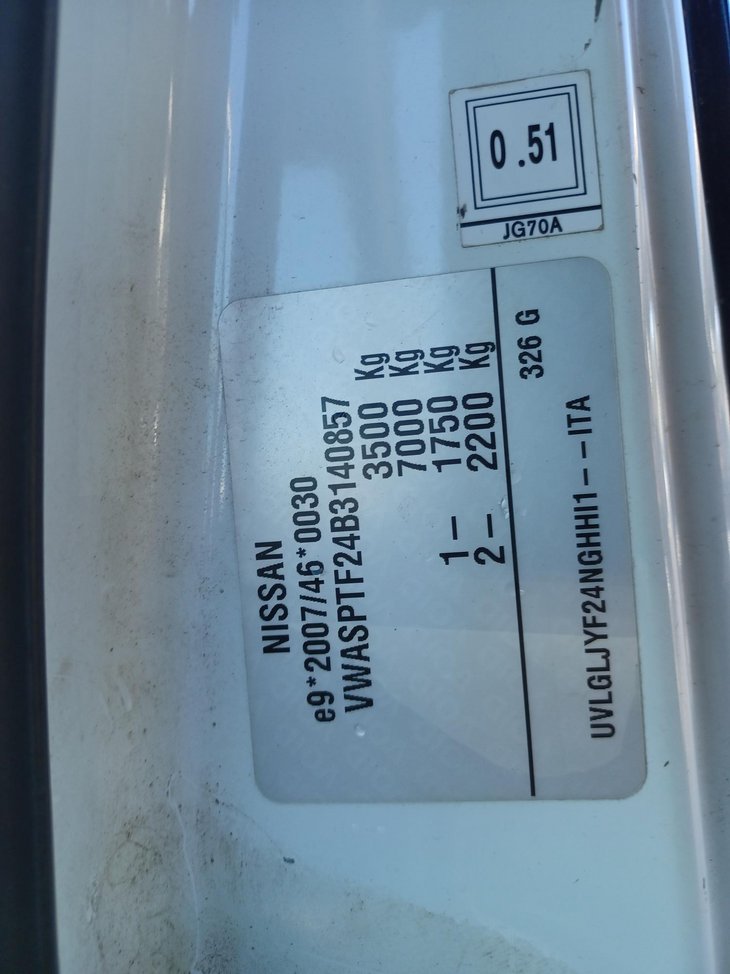 NISSAN
e9*2007/46*0030
VWASPTF24B3140857
3500 Kg
7000 Kg
1– 1750 Kg
2– 2200 Kg
326 G
UVLGLJYF24NGHHI1– –ITA
0.51
JG70A